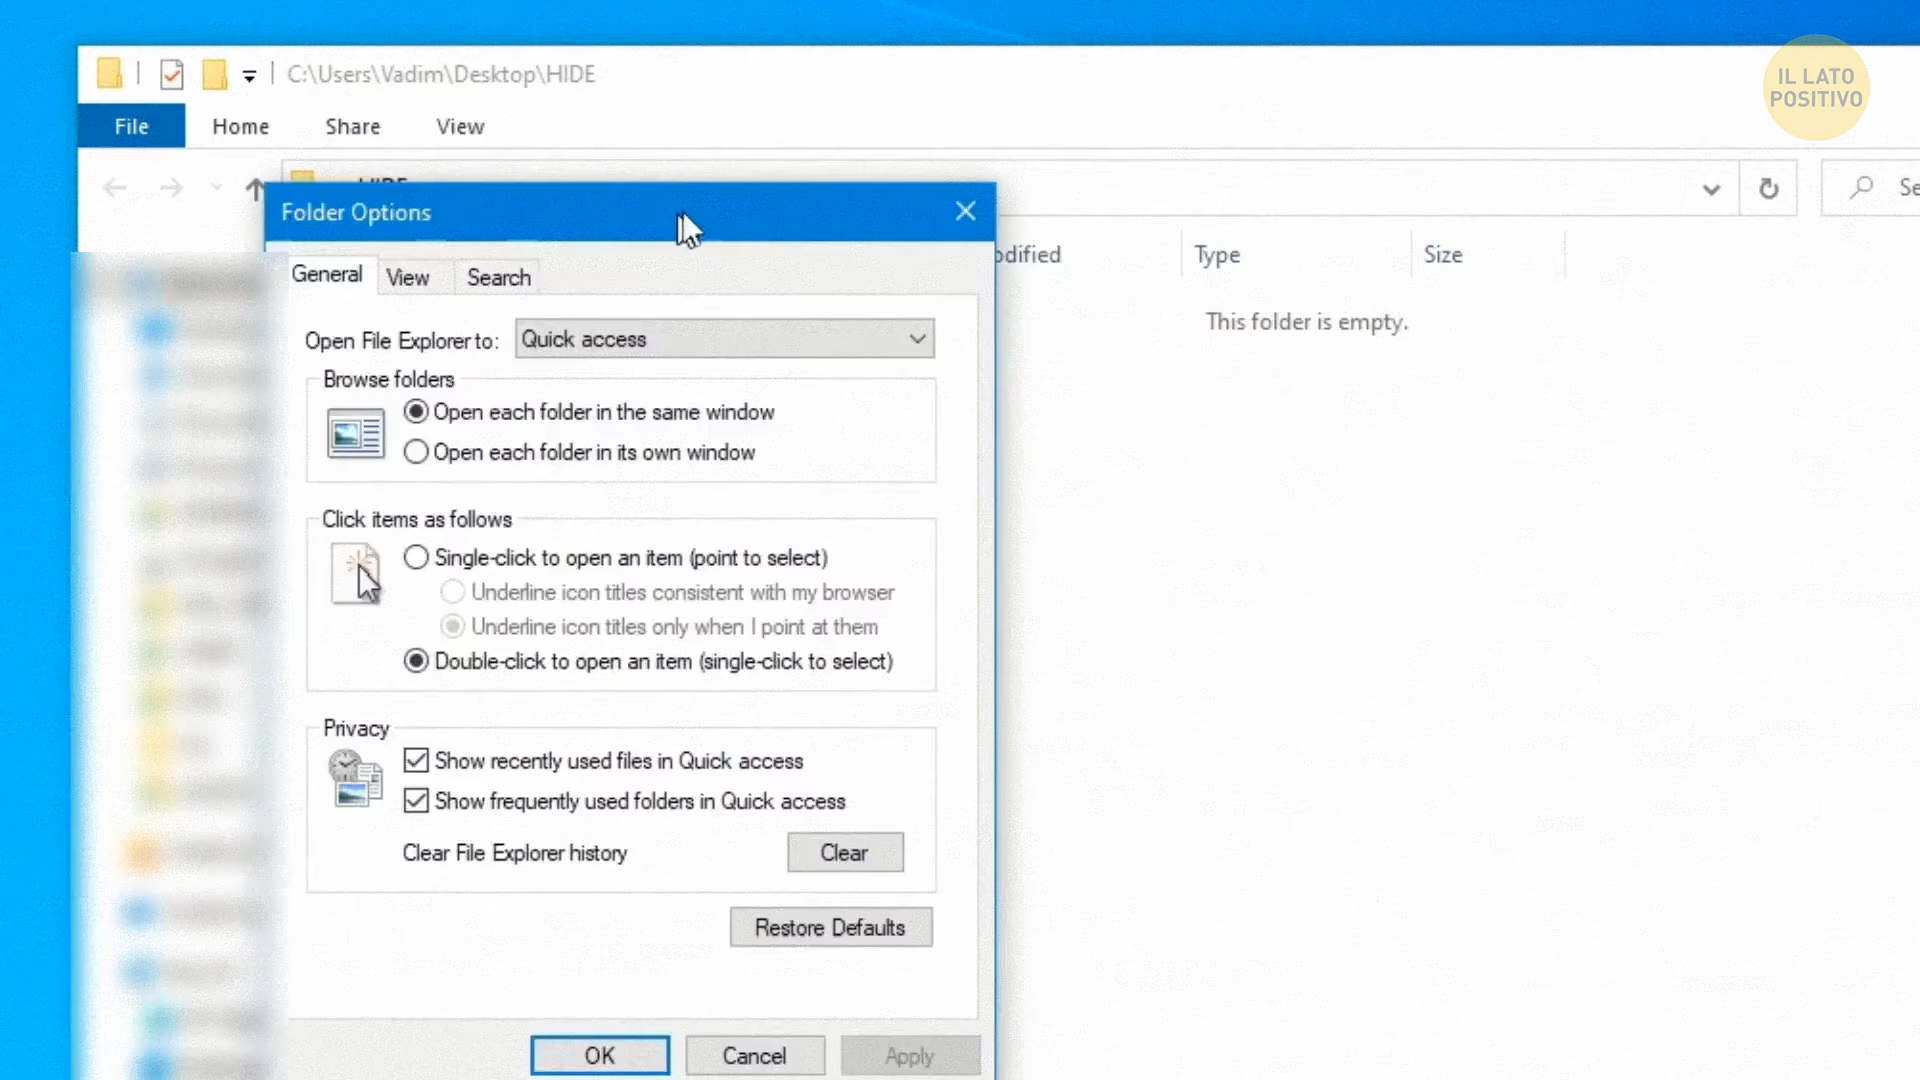 C:\Users\Vadim\Desktop\HIDE
IL LATO
POSITIVO
File
Home
Share
View
HIDE
Se
Folder Options
odified
Type
Size
General
View
Search
This folder is empty.
Open File Explorer to:
Quick access
Browse folders
Open each folder in the same window
Open each folder in its own window
Click items as follows
Single-click to open an item (point to select)
Underline icon titles consistent with my browser
Underline icon titles only when I point at them
Double-click to open an item (single-click to select)
Privacy
Show recently used files in Quick access
Show frequently used folders in Quick access
Clear File Explorer history
Clear
Restore Defaults
OK
Cancel
Apply